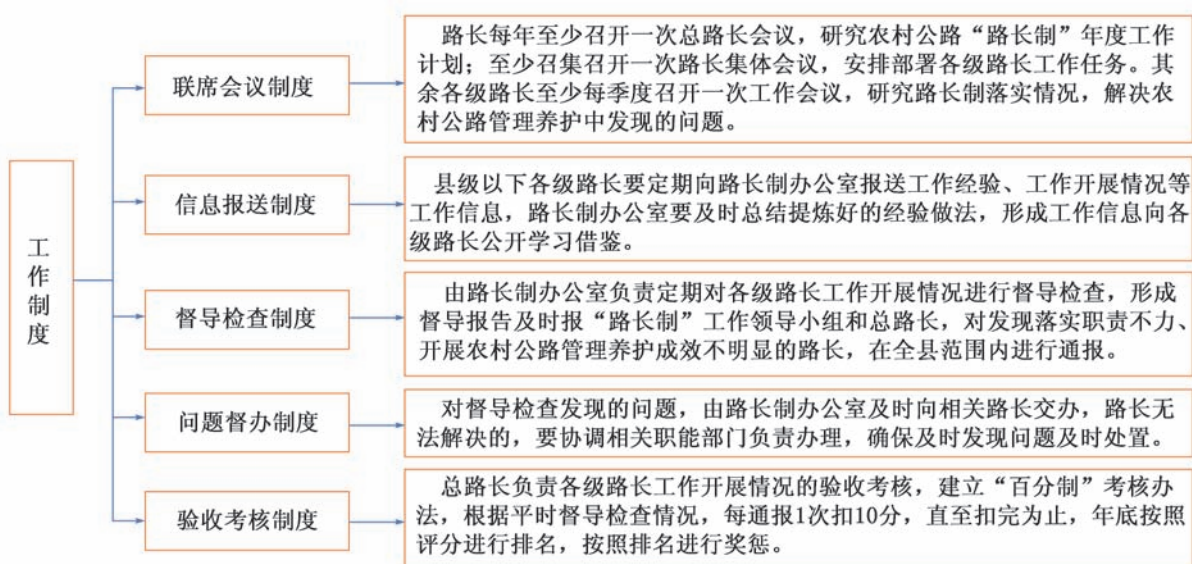 工作制度
联席会议制度
路长每年至少召开一次总路长会议，研究农村公路“路长制”年度工作
计划；至少召集召开一次路长集体会议，安排部署各级路长工作任务。其
余各级路长至少每季度召开一次工作会议，研究路长制落实情况，解决农
村公路管理养护中发现的问题。
信息报送制度
县级以下各级路长要定期向路长制办公室报送工作经验、工作开展情况等
工作信息，路长制办公室要及时总结提炼好的经验做法，形成工作信息向各
级路长公开学习借鉴。
督导检查制度
由路长制办公室负责定期对各级路长工作开展情况进行督导检查，形成
督导报告及时报“路长制”工作领导小组和总路长，对发现落实职责不力、
开展农村公路管理养护成效不明显的路长，在全县范围内进行通报。
问题督办制度
对督导检查发现的问题，由路长制办公室及时向相关路长交办，路长无
法解决的，要协调相关职能部门负责办理，确保及时发现问题及时处置。
验收考核制度
总路长负责各级路长工作开展情况的验收考核，建立“百分制”考核办
法，根据平时督导检查情况，每通报1次扣10分，直至扣完为止，年底按照
评分进行排名，按照排名进行奖惩。